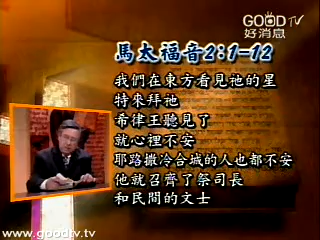 GOOD TV
好消息
馬太福音2:1-12
我們在東方看見祂的星
特來拜祂
希律王聽見了
就心裡不安
耶路撒冷合城的人也都不安
他就召齊了祭司長
和民間的文士
www.goodtv.tv